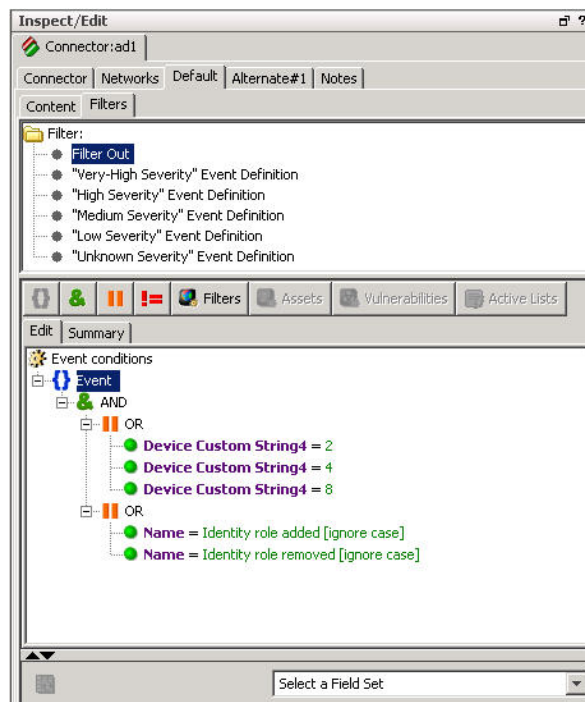 Inspect/Edit
Connector:ad1
Connector Networks Default Alternate#1 Notes
Content Filters
Filter:
Filter Out
"Very-High Severity" Event Definition
"High Severity" Event Definition
"Medium Severity" Event Definition
"Low Severity" Event Definition
"Unknown Severity" Event Definition
{} & != Filters Assets Vulnerabilities Active Lists
Edit Summary
Event conditions
{} Event
& AND
OR
Device Custom String4 = 2
Device Custom String4 = 4
Device Custom String4 = 8
OR
Name = Identity role added [ignore case]
Name = Identity role removed [ignore case]
Select a Field Set